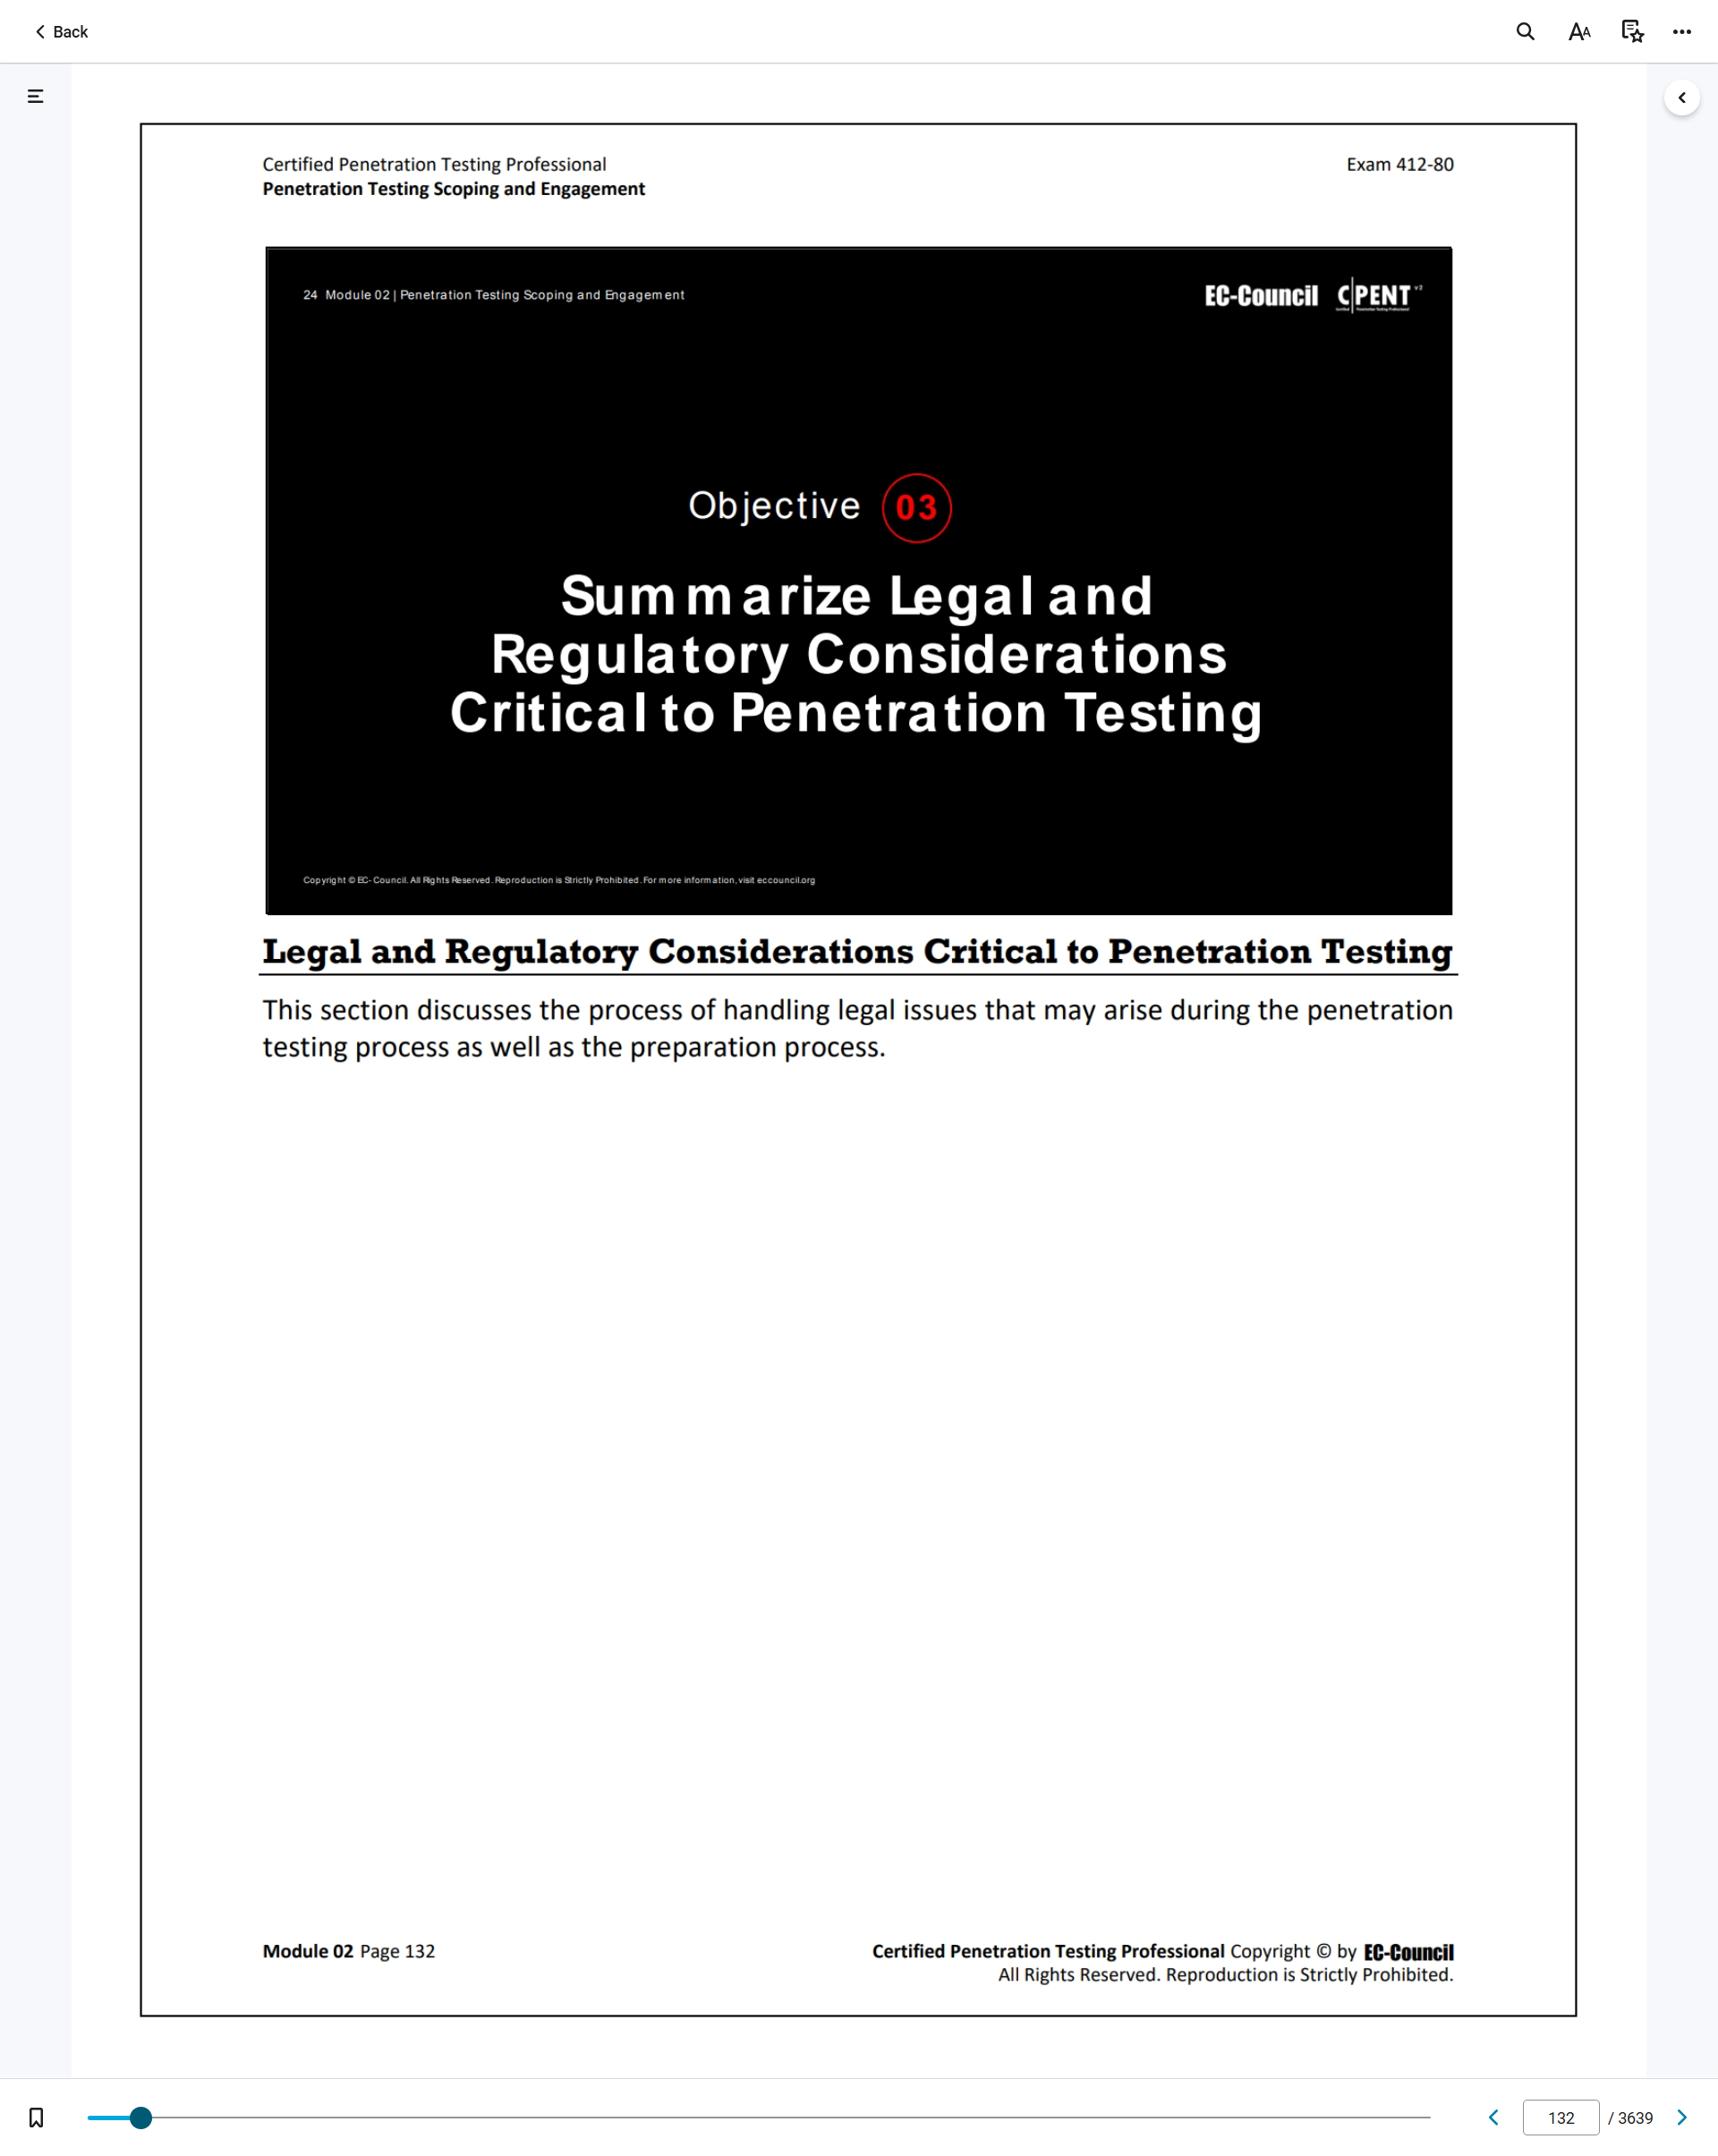 Back
Certified Penetration Testing Professional
Exam 412-80
Penetration Testing Scoping and Engagement
24 Module 02 | Penetration Testing Scoping and Engagement
EC-Council C|PENT v2
Objective 03
Summarize Legal and
Regulatory Considerations
Critical to Penetration Testing
Copyright © EC-Council. All Rights Reserved. Reproduction is Strictly Prohibited. For more information, visit eccouncil.org
Legal and Regulatory Considerations Critical to Penetration Testing
This section discusses the process of handling legal issues that may arise during the penetration
testing process as well as the preparation process.
Module 02 Page 132
Certified Penetration Testing Professional Copyright © by EC-Council
All Rights Reserved. Reproduction is Strictly Prohibited.
132 / 3639